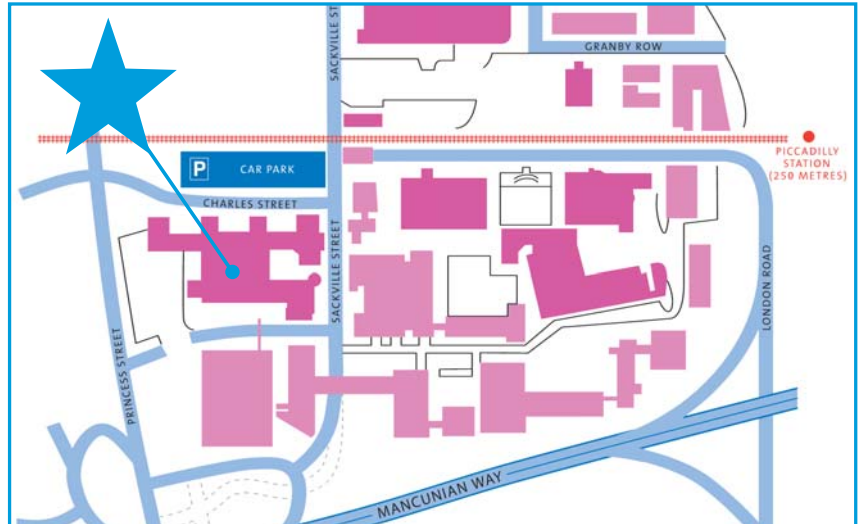 SACKVILLE ST
GRANBY ROW
P
CAR PARK
PICCADILLY
STATION
(250 METRES)
CHARLES STREET
SACKVILLE STREET
LONDON ROAD
PRINCESS STREET
MANCUNIAN WAY